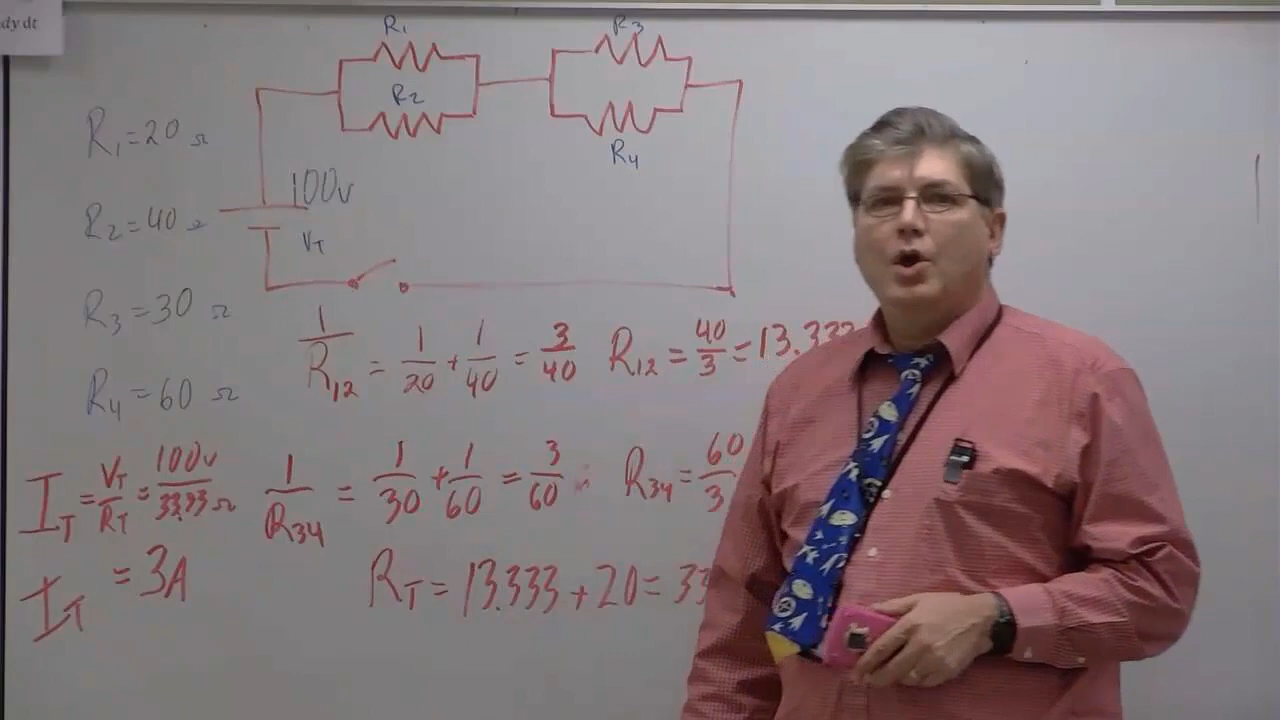 dy dt
R1 R3
R2
R4
R1=20 Ω
100v
R2=40 Ω
VT
R3=30 Ω
1/R12 = 1/20 + 1/40 = 3/40 R12 = 40/3 = 13.333
R4=60 Ω
IT = VT/RT = 100v/33.33Ω
1/R34 = 1/30 + 1/60 = 3/60 R34 = 60/3
IT = 3A
RT = 13.333 + 20 = 33